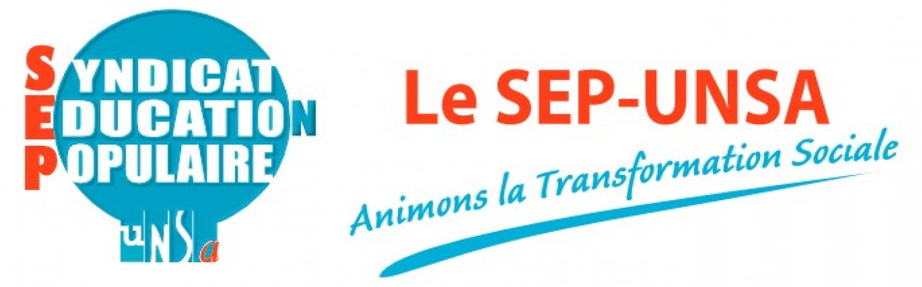 SYNDICAT
EDUCATION
POPULAIRE
uNSa
Le SEP-UNSA
Animons la Transformation Sociale